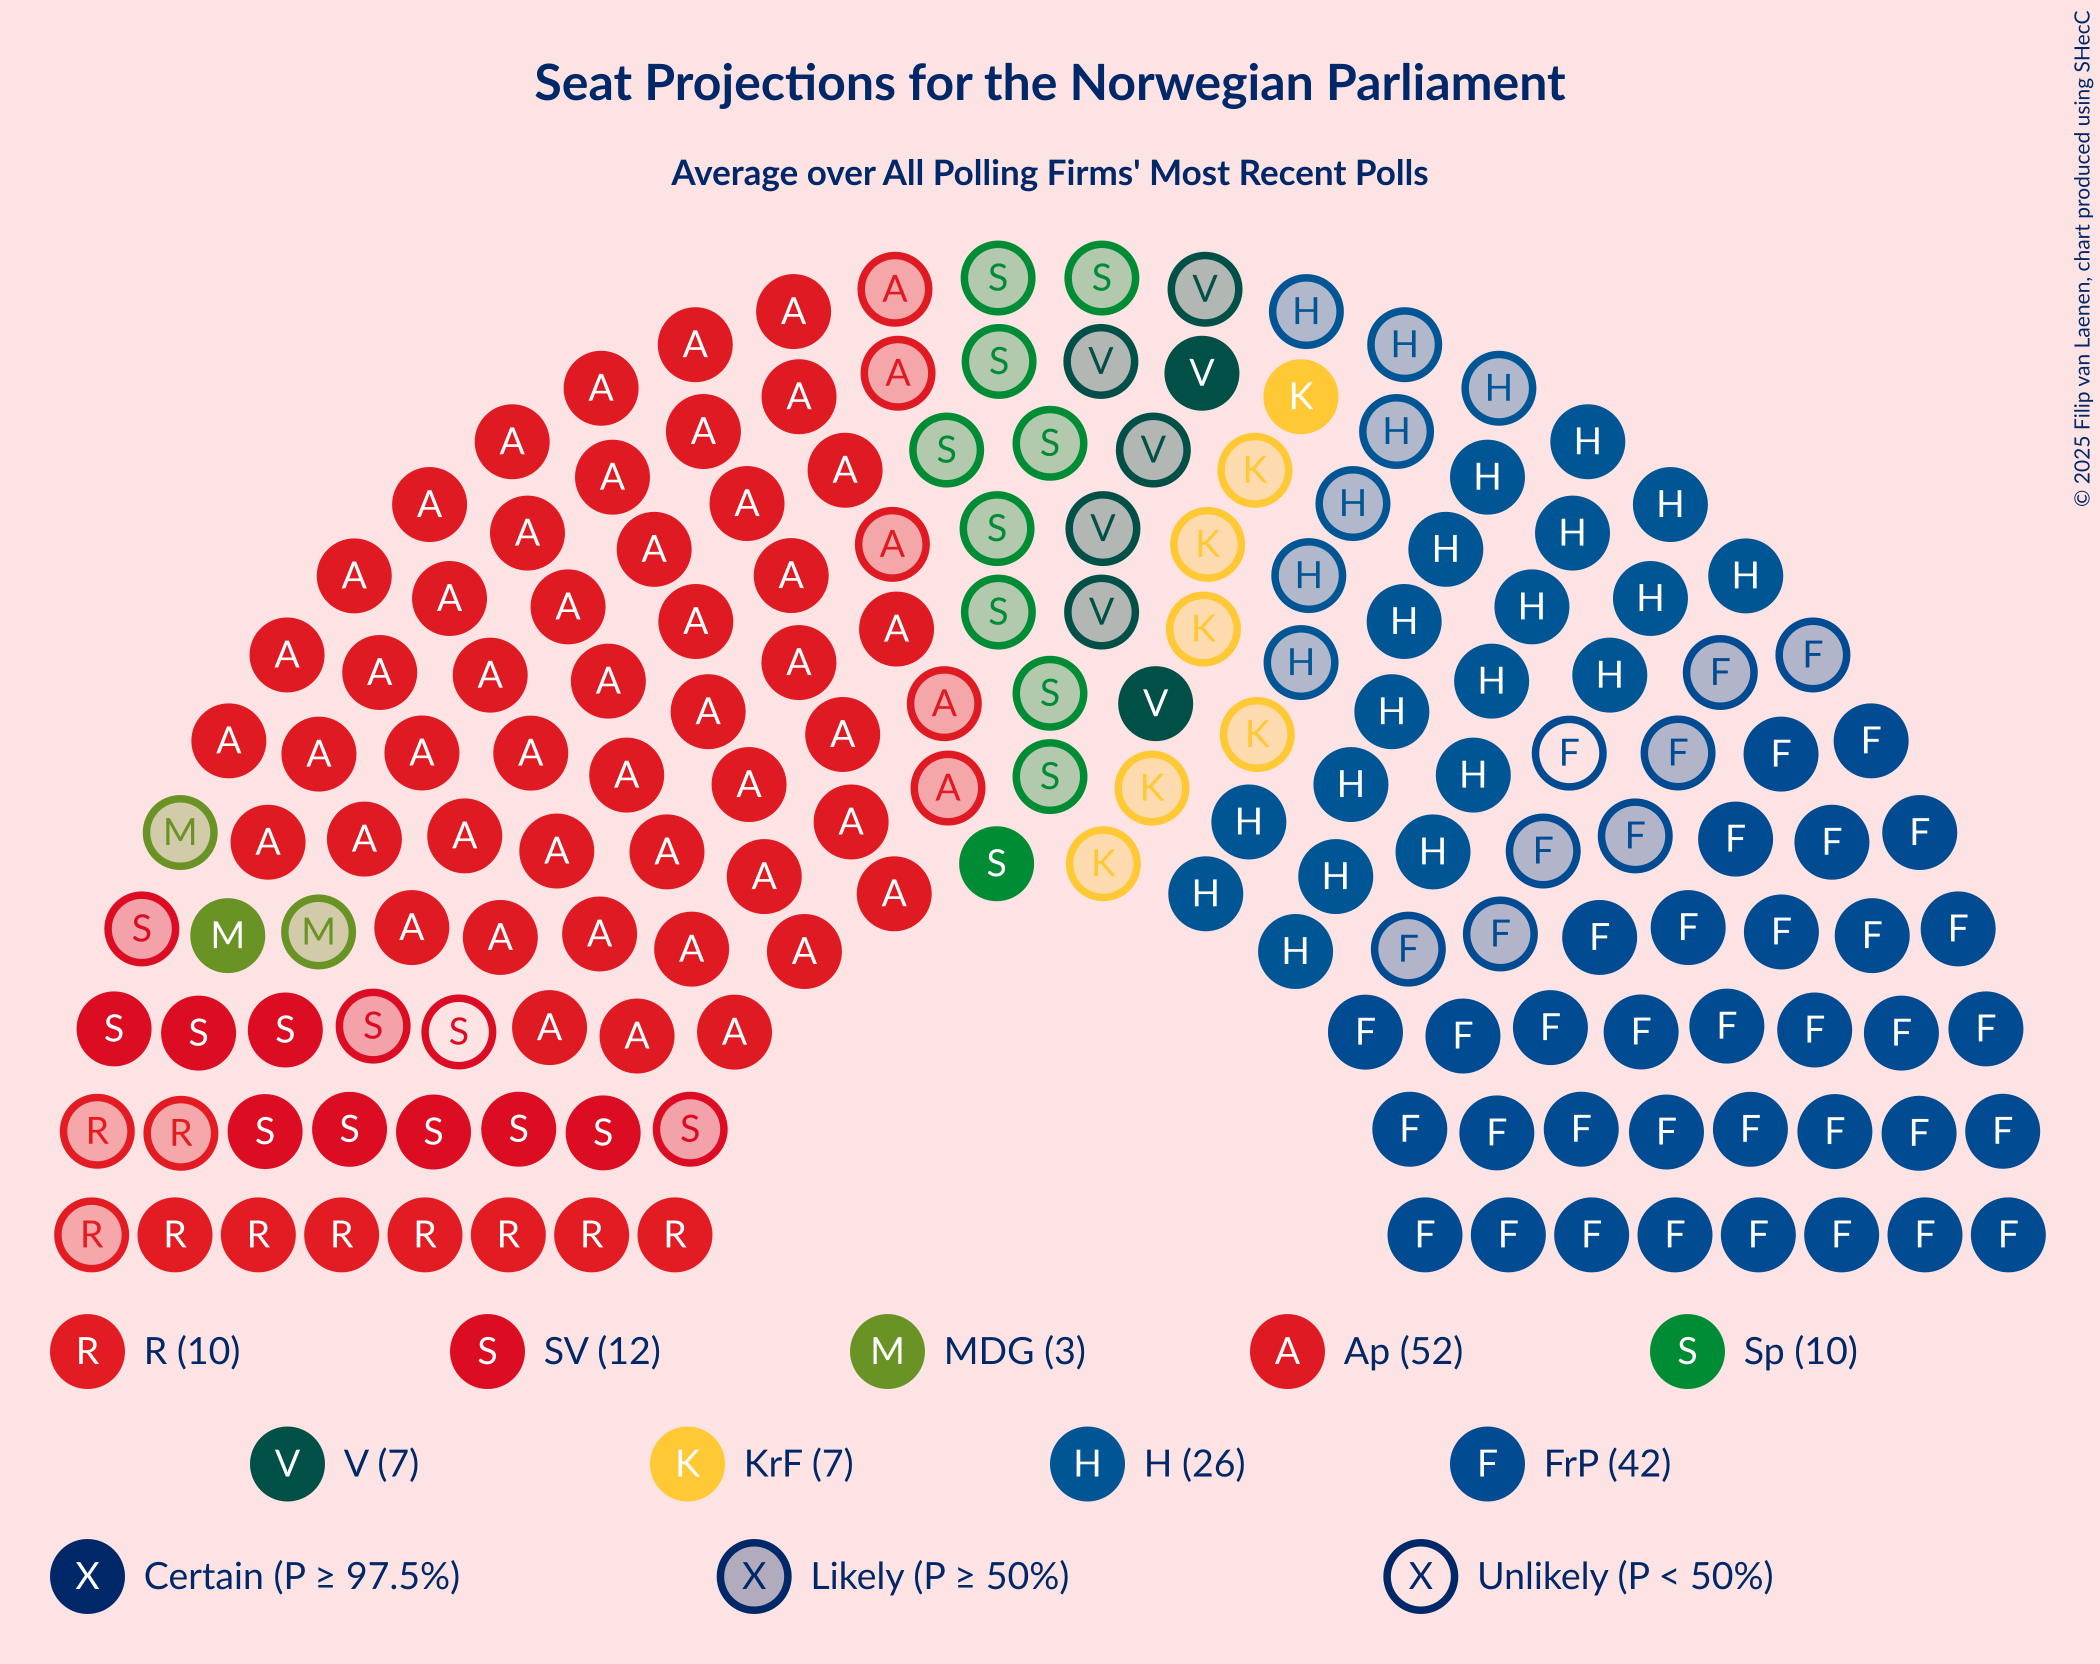 Seat Projections for the Norwegian Parliament
Average over All Polling Firms' Most Recent Polls
© 2025 Filip van Laenen, chart produced using SHecC
A A S S V H H
A A S V V K H
A A S S V K H H
A A A S V K H H H
A A A S V K H H H
A A A A S V K H H H
A A A A S K H H F F
A A A A A A A H H H F F F F
M A A A A A A A A S K H H H F F F F F
S M M A A A A A A H H F F F F F F F
S S S S S A A A F F F F F F F F
R R S S S S S S F F F F F F F F
R R R R R R R R F F F F F F F F
R R (10) S SV (12) M MDG (3) A Ap (52) S Sp (10)
V V (7) K KrF (7) H H (26) F FrP (42)
X Certain (P ≥ 97.5%) X Likely (P ≥ 50%) X Unlikely (P < 50%)